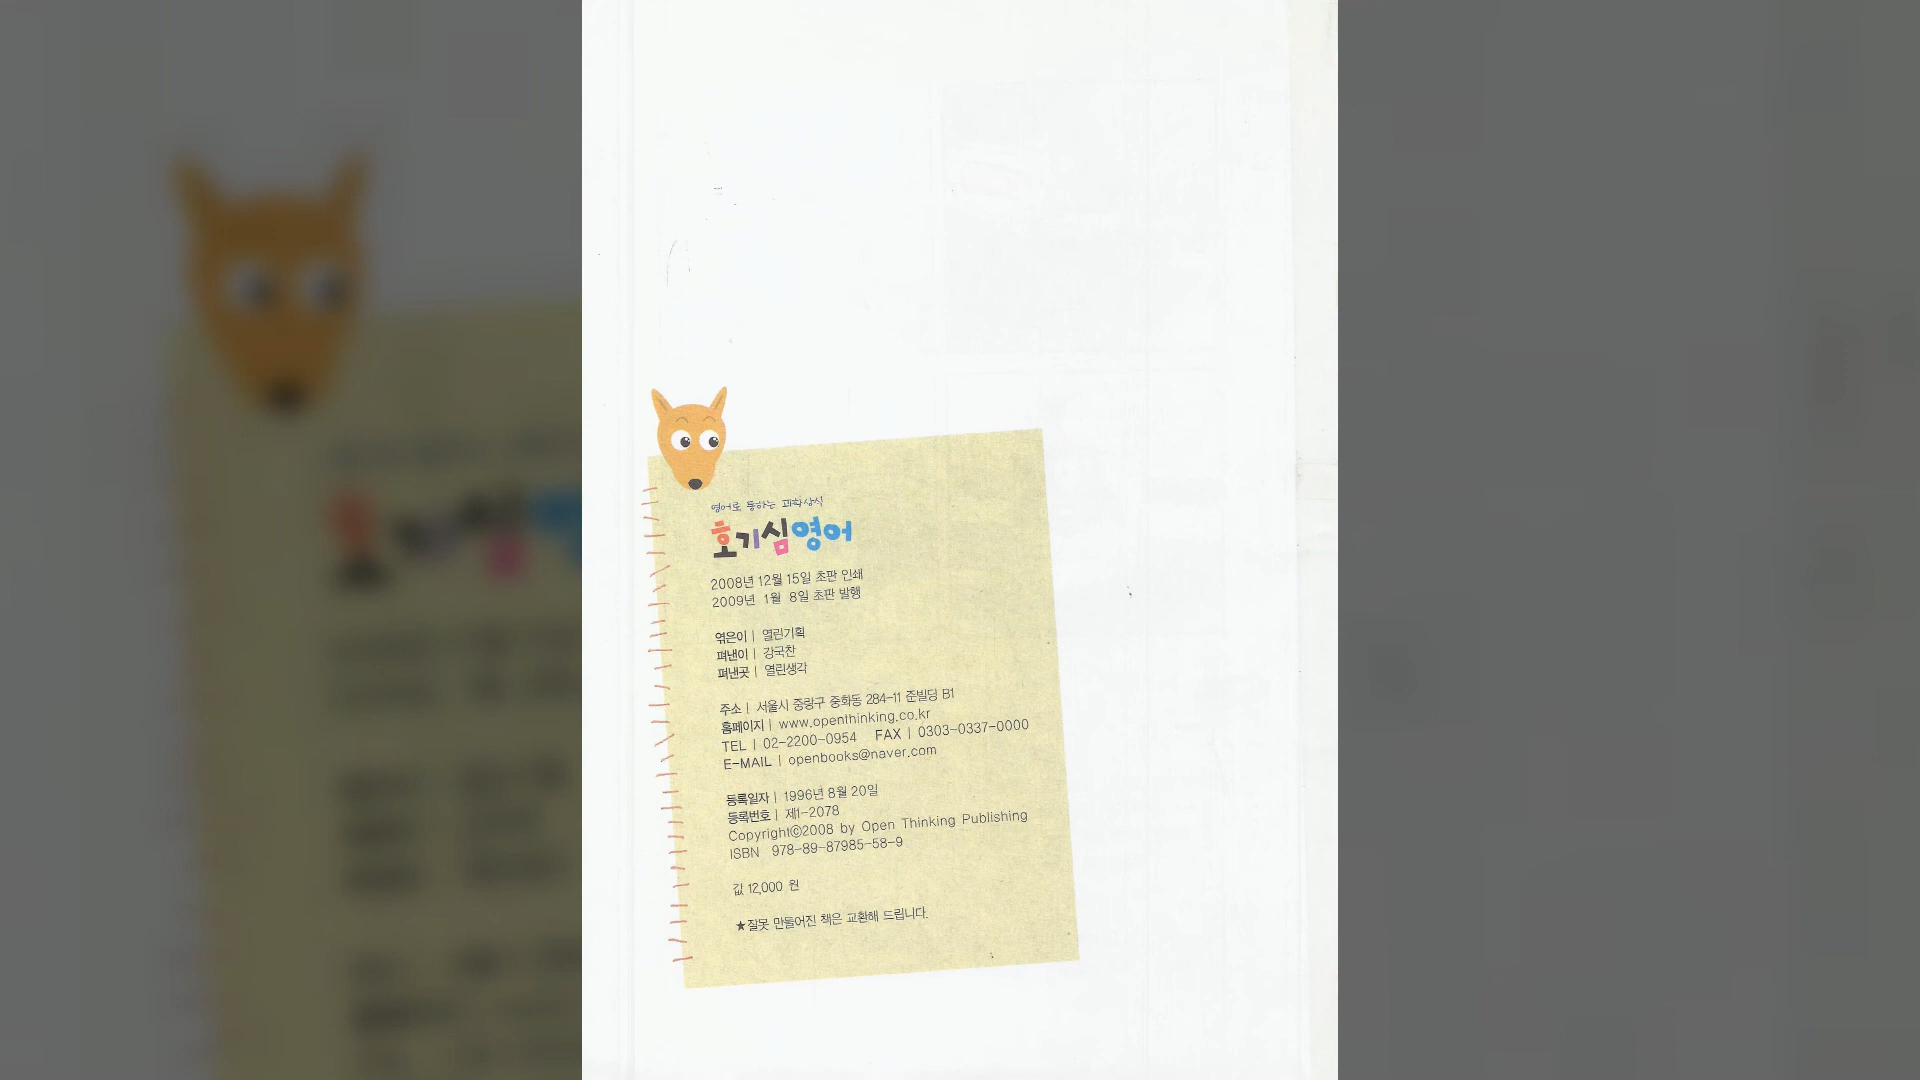 영어로 통하는 과학상식
호기심영어
2008년 12월 15일 초판 인쇄
2009년 1월 8일 초판 발행
엮은이 | 열린기획
펴낸이 | 강국찬
펴낸곳 | 열린생각
주소 | 서울시 중랑구 중화동 284-11 준빌딩 B1
홈페이지 | www.openthinking.co.kr
TEL | 02-2200-0954 FAX | 0303-0337-0000
E-MAIL | openbooks@naver.com
등록일자 | 1996년 8월 20일
등록번호 | 제1-2078
Copyright©2008 by Open Thinking Publishing
ISBN 978-89-87985-58-9
값 12,000 원
★잘못 만들어진 책은 교환해 드립니다.